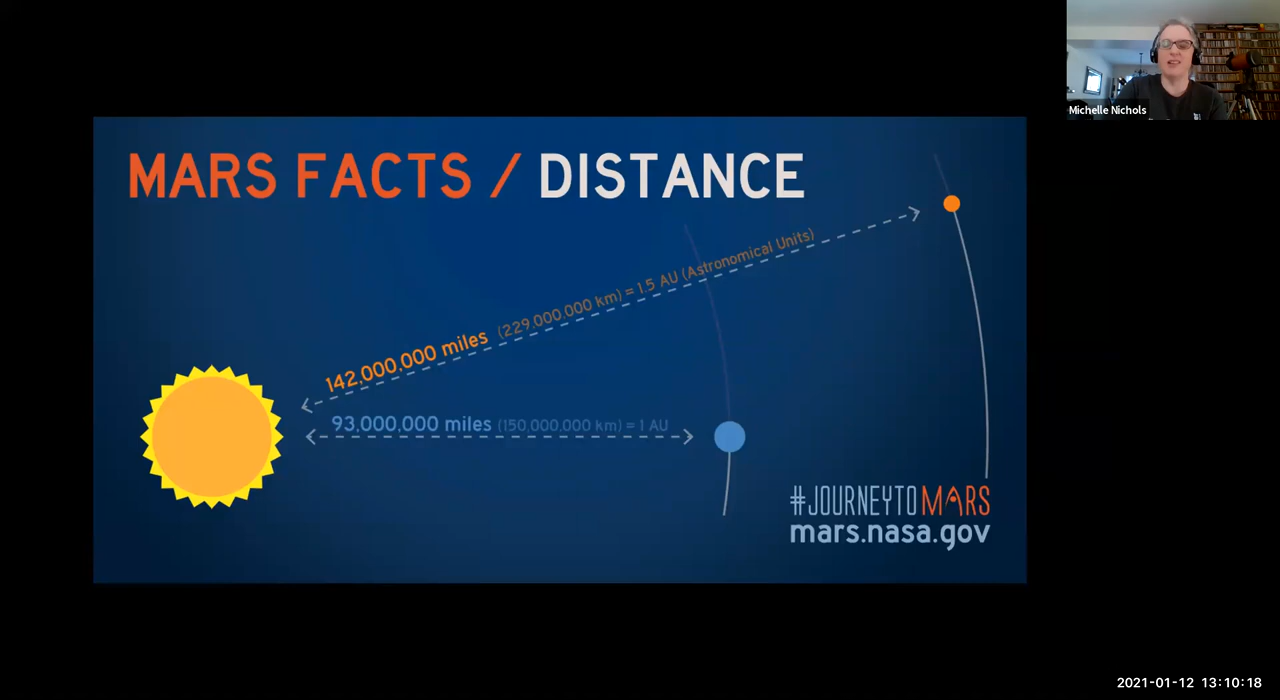 Michelle Nichols
MARS FACTS / DISTANCE
142,000,000 miles (229,000,000 km) = 1.5 AU (Astronomical Units)
93,000,000 miles (150,000,000 km) = 1 AU
#JOURNEYTOMARS
mars.nasa.gov
2021-01-12 13:10:18